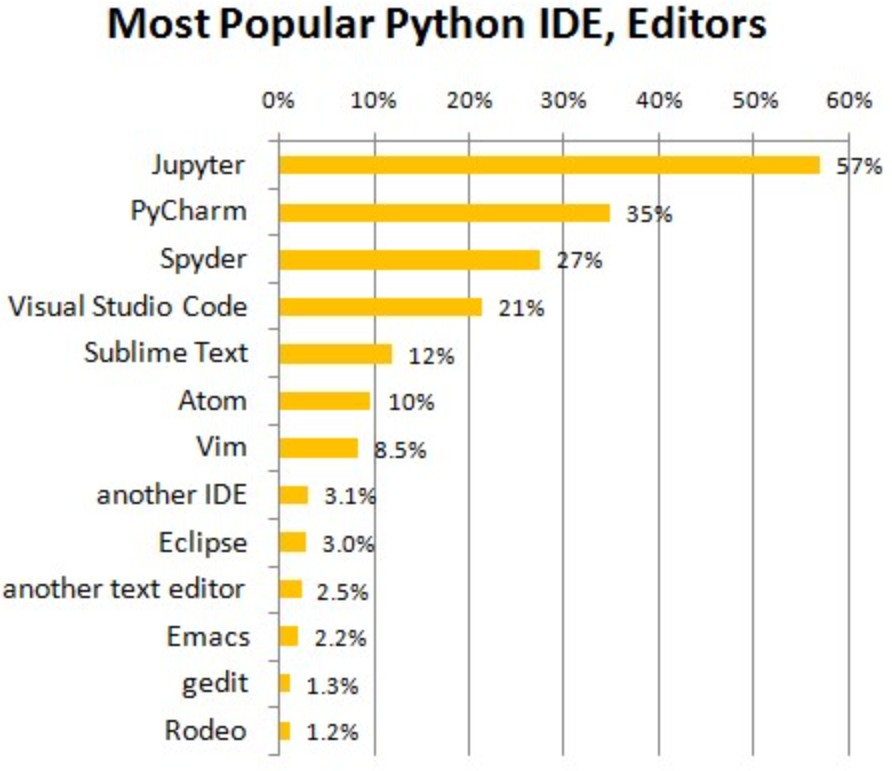 Most Popular Python IDE, Editors
0% 10% 20% 30% 40% 50% 60%
Jupyter 57%
PyCharm 35%
Spyder 27%
Visual Studio Code 21%
Sublime Text 12%
Atom 10%
Vim 8.5%
another IDE 3.1%
Eclipse 3.0%
another text editor 2.5%
Emacs 2.2%
gedit 1.3%
Rodeo 1.2%